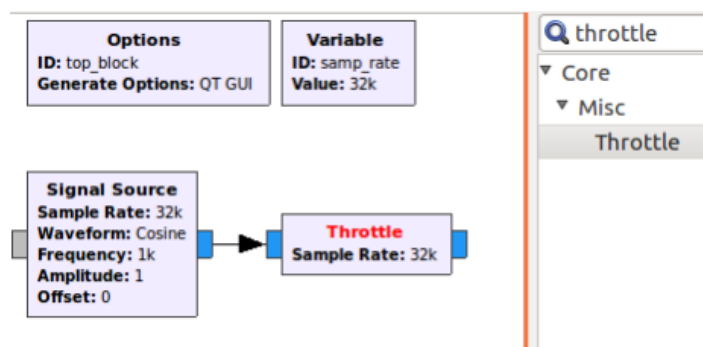 Options
ID: top_block
Generate Options: QT GUI
Variable
ID: samp_rate
Value: 32k
throttle
Core
Misc
Throttle
Signal Source
Sample Rate: 32k
Waveform: Cosine
Frequency: 1k
Amplitude: 1
Offset: 0
Throttle
Sample Rate: 32k